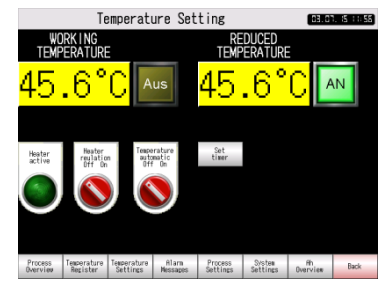 Temperature Setting
03.07. 15 11:56
WORKING
TEMPERATURE
REDUCED
TEMPERATURE
45.6°C
Aus
45.6°C
AN
Heater
active
Heater
reulation
Off On
Temperature
automatic
Off On
Set
timer
Process
Overview
Temperature
Register
Temperature
Settings
Alarm
Messages
Process
Settings
System
Settings
Ah
Overview
Back